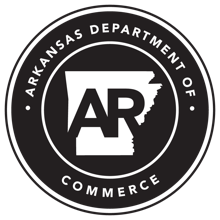 • ARKANSAS DEPARTMENT OF •
AR
COMMERCE